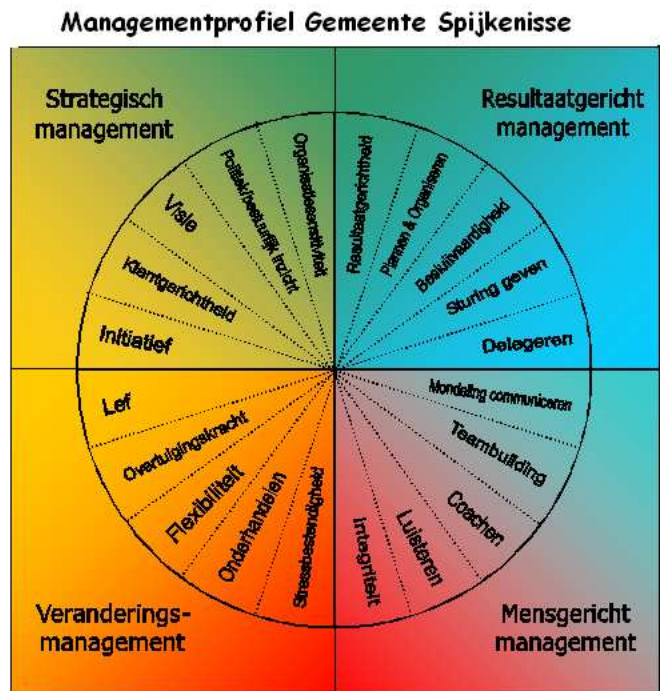 Managementprofiel Gemeente Spijkenisse
Strategisch
management
Resultaatgericht
management
Organisatiesensitiviteit
Politiek/bestuurlijk inzicht
Visie
Klantgerichtheid
Initiatief
Resultaatgerichtheid
Plannen & Organiseren
Besluitvaardigheid
Sturing geven
Delegeren
Lef
Overtuigingskracht
Flexibiliteit
Onderhandelen
Stressbestendigheid
Mondeling communiceren
Teambuilding
Coachen
Luisteren
Integriteit
Veranderings-
management
Mensgericht
management